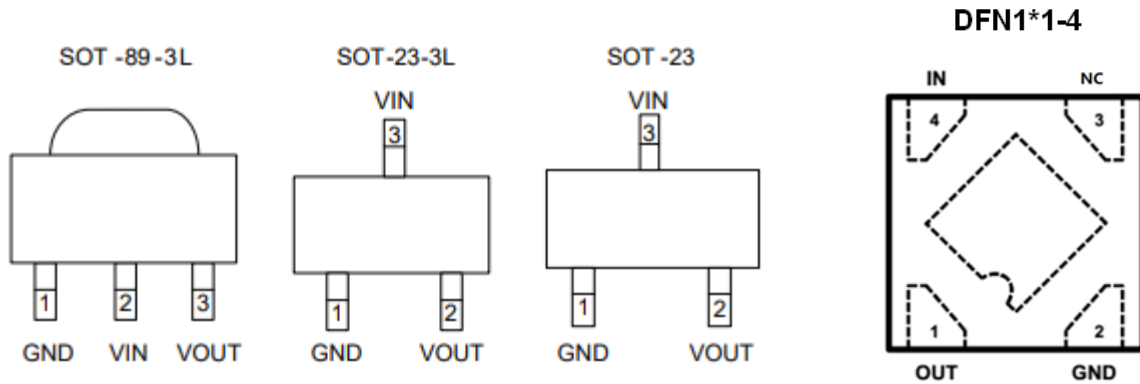 SOT -89-3L
1
2
3
GND
VIN
VOUT
SOT-23-3L
VIN
3
1
2
GND
VOUT
SOT -23
VIN
3
1
2
GND
VOUT
DFN1*1-4
IN
NC
4
3
1
2
OUT
GND